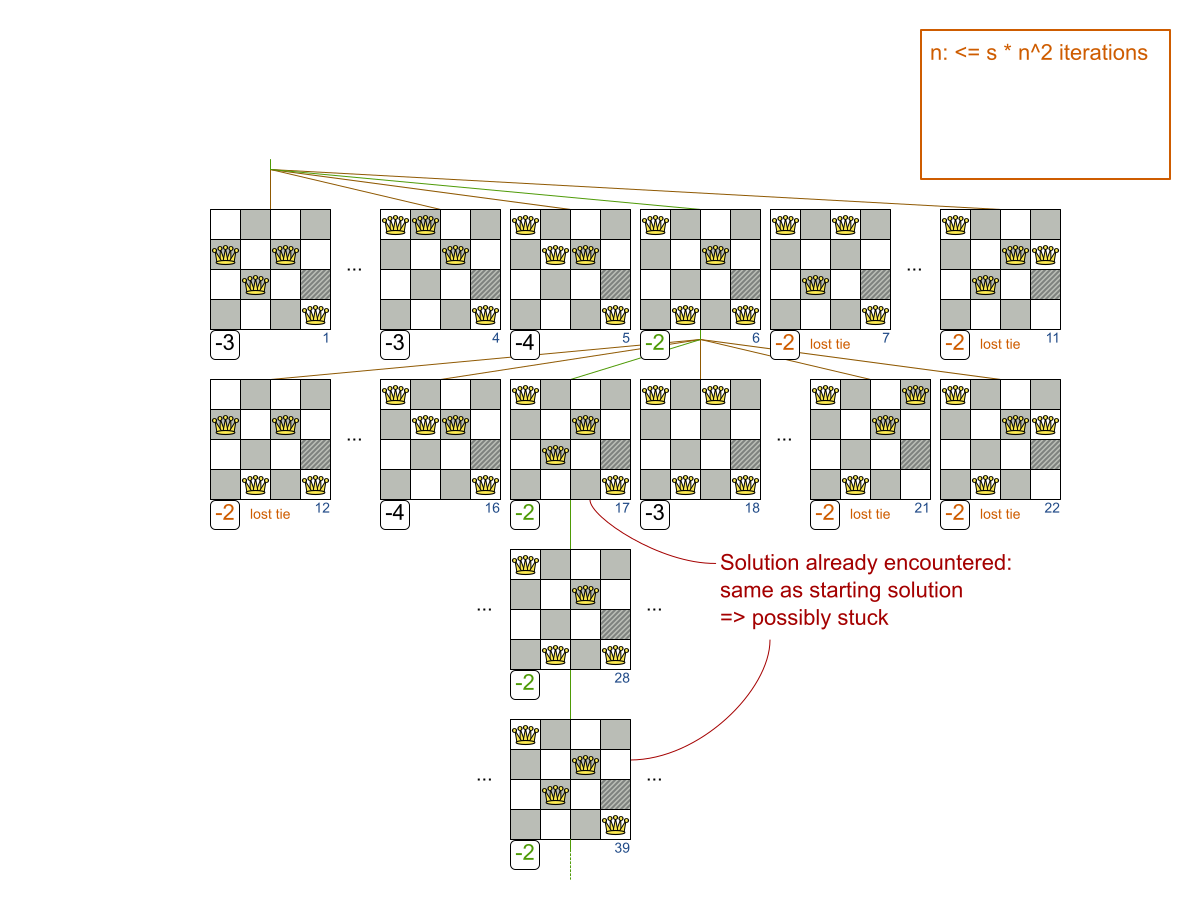 n: <= s * n^2 iterations
... ...
-3 1 -3 4 -4 5 -2 6 -2 lost tie 7 -2 lost tie 11
... ...
-2 lost tie 12 -4 16 -2 17 -3 18 -2 lost tie 21 -2 lost tie 22
Solution already encountered:
same as starting solution
=> possibly stuck
... ...
-2 28
... ...
-2 39